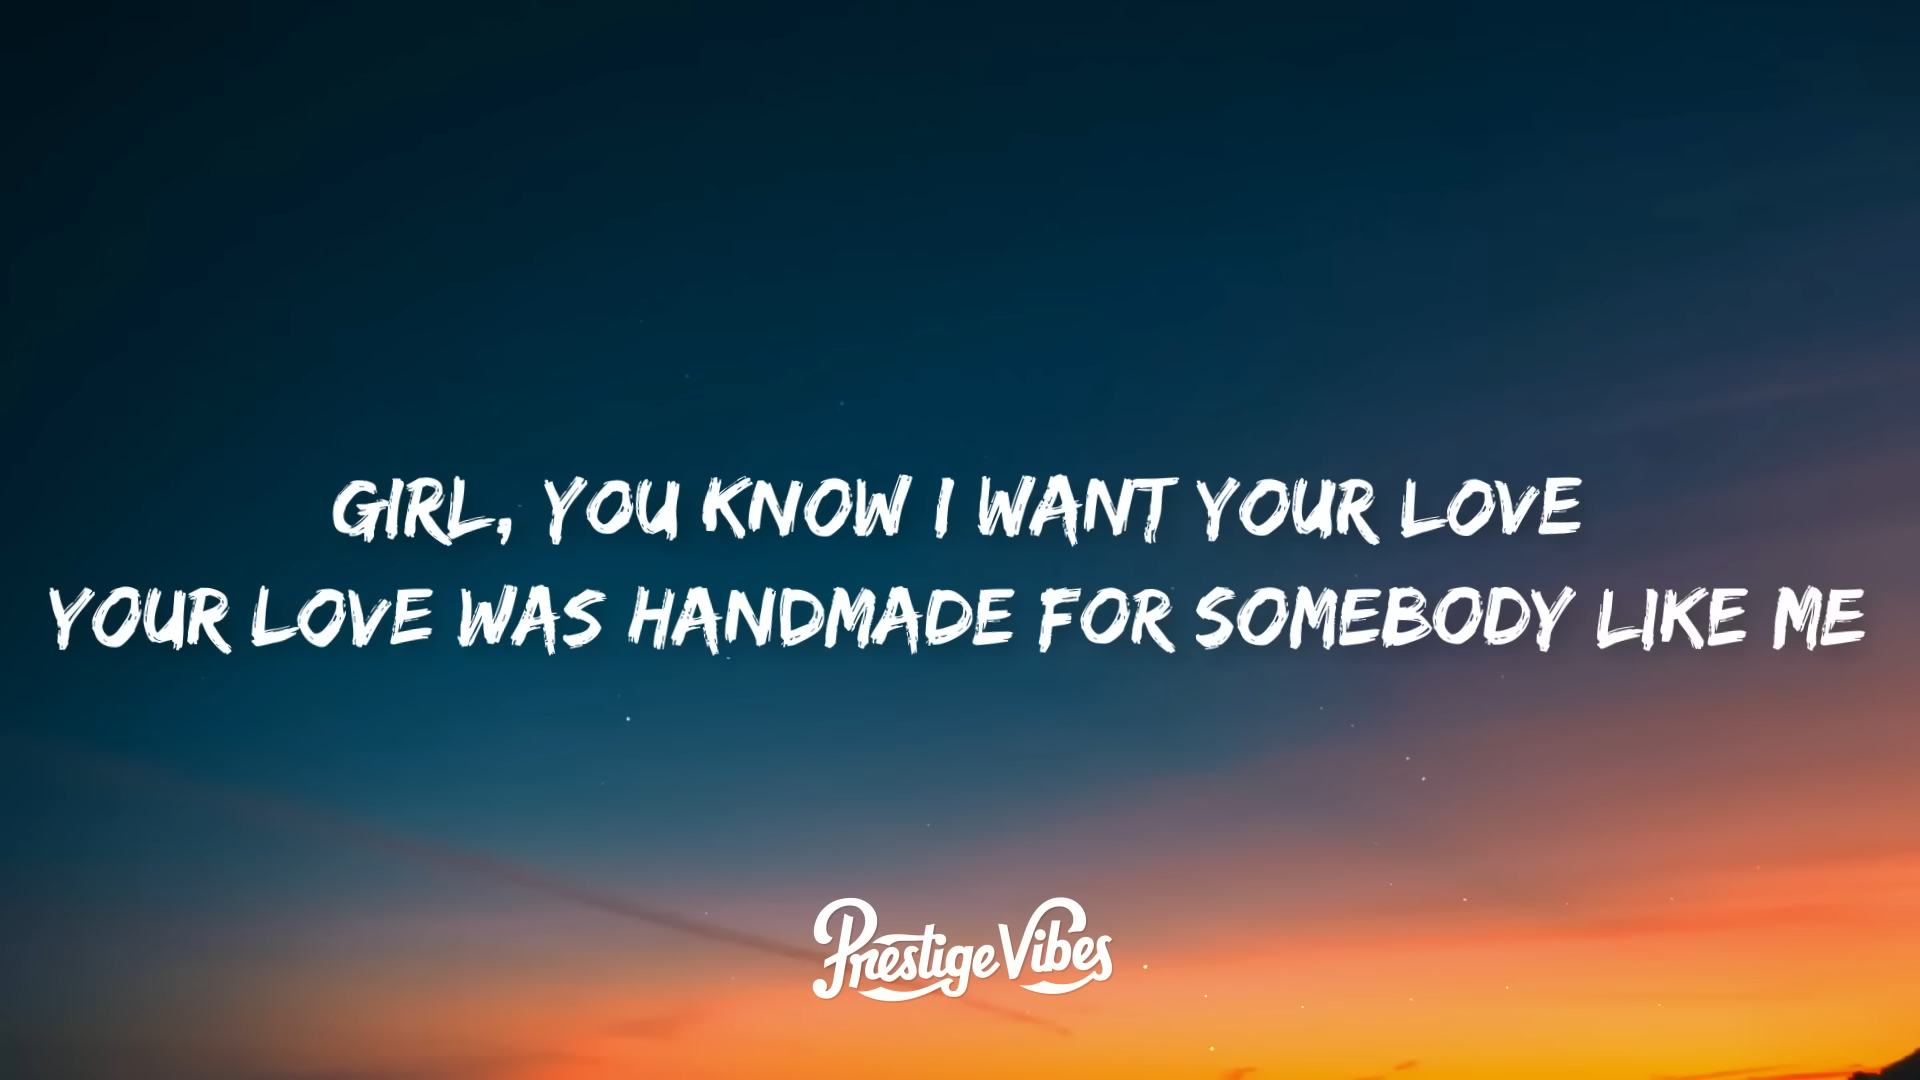 GIRL, YOU KNOW I WANT YOUR LOVE
YOUR LOVE WAS HANDMADE FOR SOMEBODY LIKE ME
Prestige Vibes